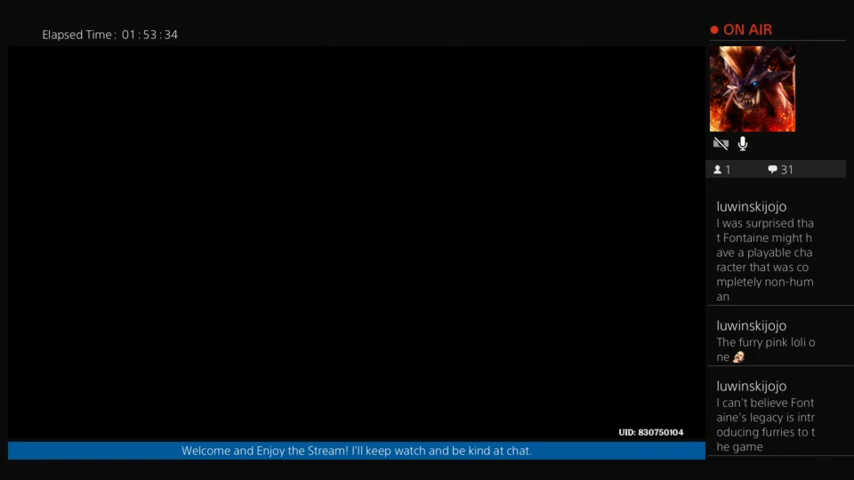 Elapsed Time: 01:53:34
ON AIR
1
31
luwinskijojo
I was surprised tha
t Fontaine might h
ave a playable cha
racter that was co
mpletely non-hum
an
luwinskijojo
The furry pink loli o
ne
luwinskijojo
I can't believe Font
aine's legacy is intr
oducing furries to t
he game
UID: 830750104
Welcome and Enjoy the Stream! I'll keep watch and be kind at chat.